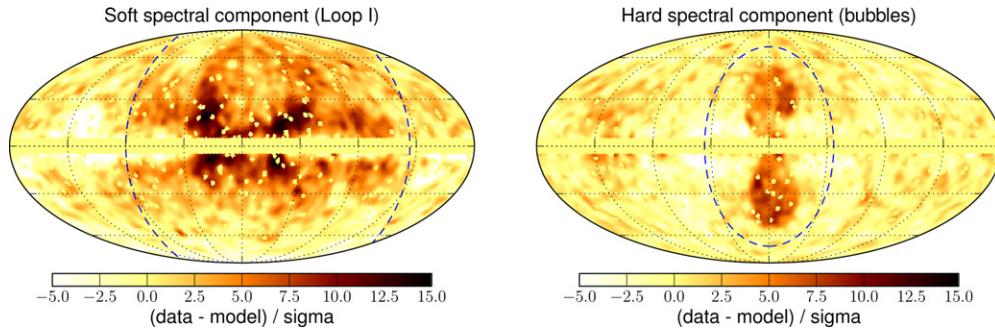 Soft spectral component (Loop I)
Hard spectral component (bubbles)
−5.0 −2.5 0.0 2.5 5.0 7.5 10.0 12.5 15.0
−5.0 −2.5 0.0 2.5 5.0 7.5 10.0 12.5 15.0
(data - model) / sigma
(data - model) / sigma